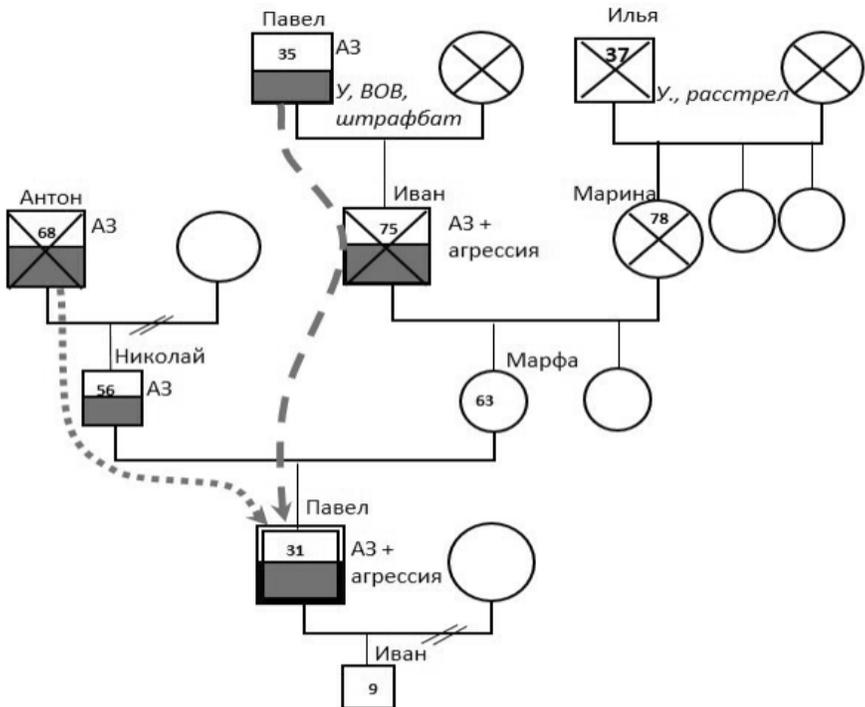 Павел
35
АЗ
У, ВОВ,
штрафбат
Илья
37
У., расстрел
Антон
68
АЗ
Иван
75
АЗ +
агрессия
Марина
78
Николай
56
АЗ
Марфа
63
Павел
31
АЗ +
агрессия
Иван
9